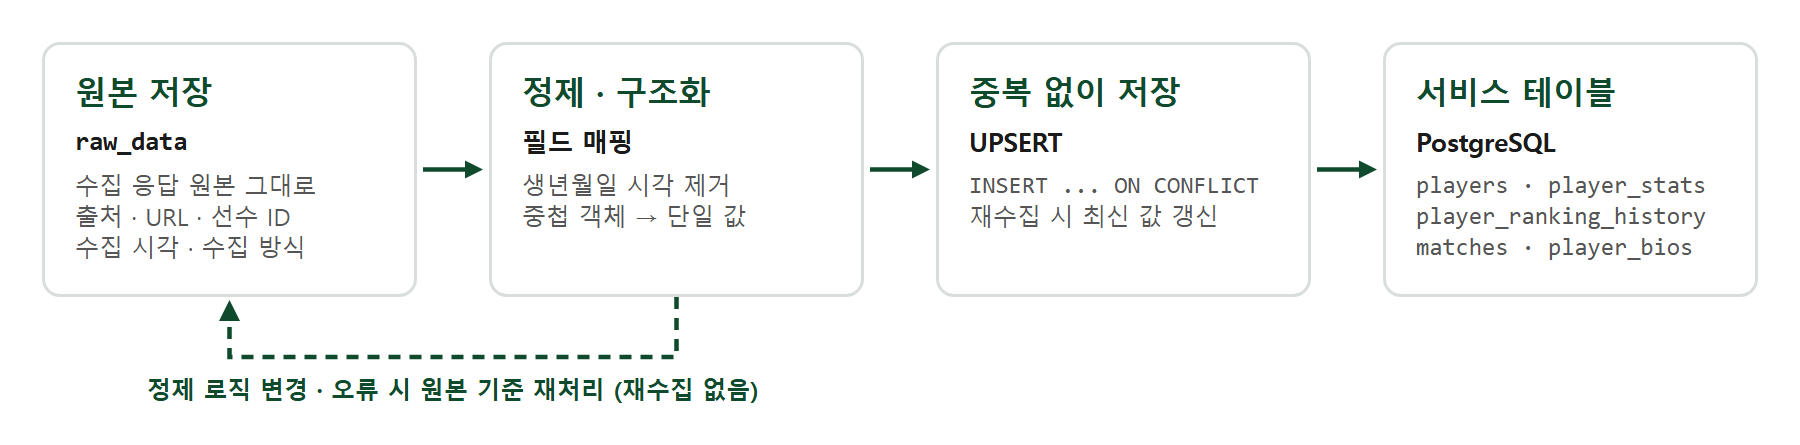 원본 저장
raw_data
수집 응답 원본 그대로
출처 · URL · 선수 ID
수집 시각 · 수집 방식
정제 · 구조화
필드 매핑
생년월일 시각 제거
중첩 객체 → 단일 값
중복 없이 저장
UPSERT
INSERT ... ON CONFLICT
재수집 시 최신 값 갱신
서비스 테이블
PostgreSQL
players · player_stats
player_ranking_history
matches · player_bios
정제 로직 변경 · 오류 시 원본 기준 재처리 (재수집 없음)